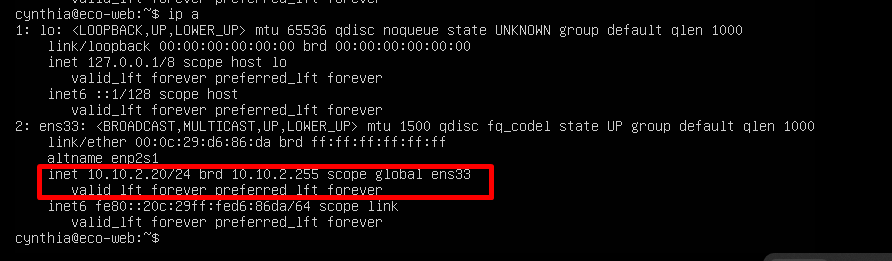 cynthia@eco-web:~$ ip a
1: lo: <LOOPBACK,UP,LOWER_UP> mtu 65536 qdisc noqueue state UNKNOWN group default qlen 1000
link/loopback 00:00:00:00:00:00 brd 00:00:00:00:00:00
inet 127.0.0.1/8 scope host lo
valid_lft forever preferred_lft forever
inet6 ::1/128 scope host
valid_lft forever preferred_lft forever
2: ens33: <BROADCAST,MULTICAST,UP,LOWER_UP> mtu 1500 qdisc fq_codel state UP group default qlen 1000
link/ether 00:0c:29:d6:86:da brd ff:ff:ff:ff:ff:ff
altname enp2s1
inet 10.10.2.20/24 brd 10.10.2.255 scope global ens33
valid_lft forever preferred_lft forever
inet6 fe80::20c:29ff:fed6:86da/64 scope link
valid_lft forever preferred_lft forever
cynthia@eco-web:~$